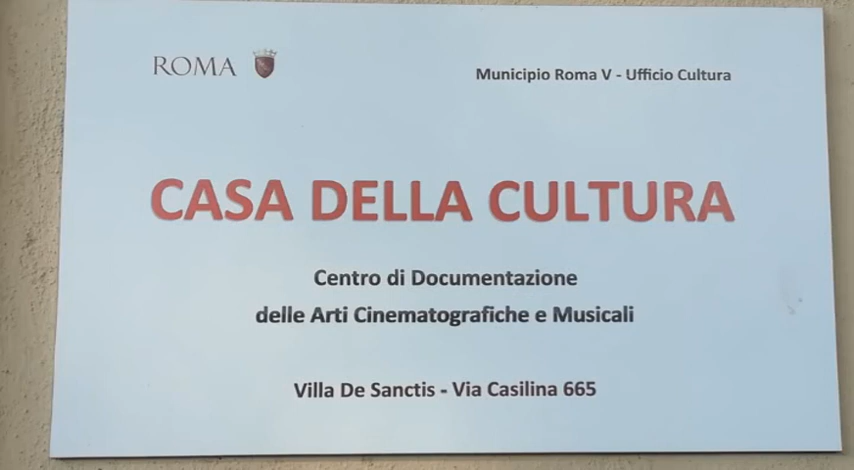 ROMA
Municipio Roma V - Ufficio Cultura
CASA DELLA CULTURA
Centro di Documentazione
delle Arti Cinematografiche e Musicali
Villa De Sanctis - Via Casilina 665